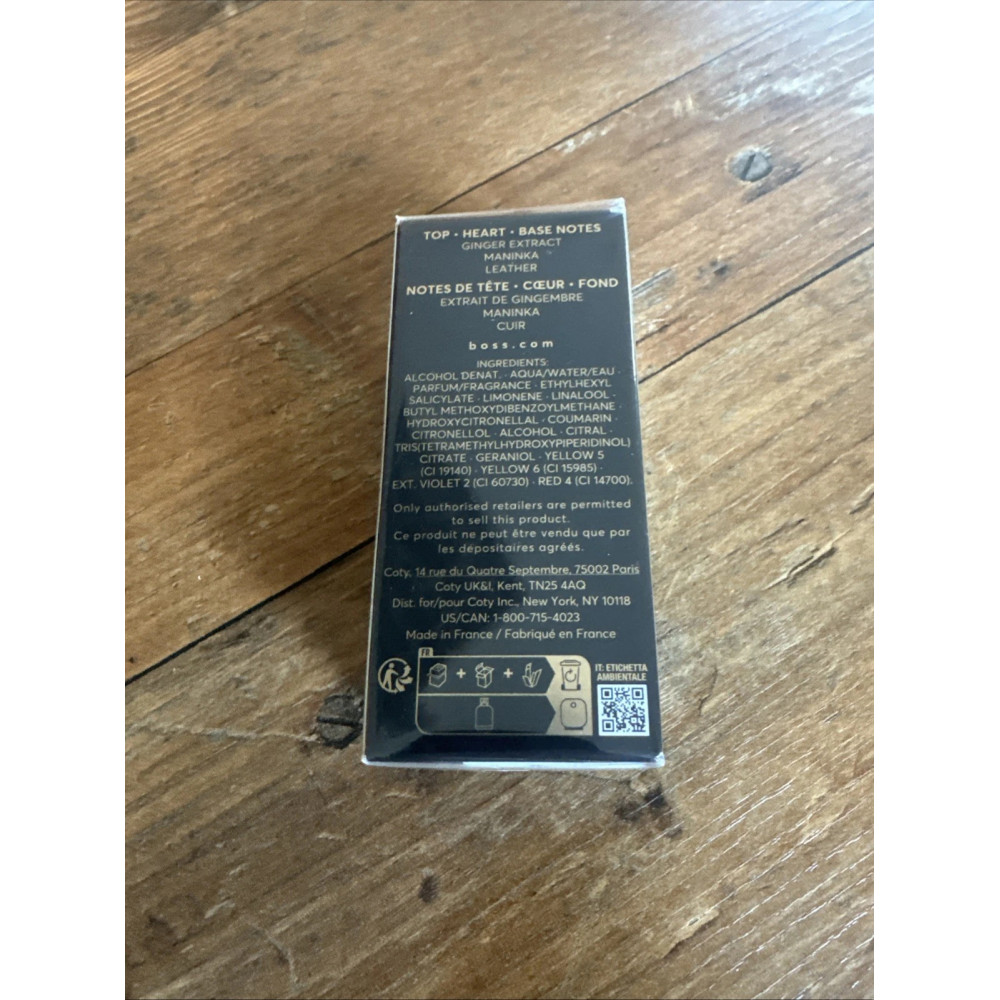 TOP • HEART • BASE NOTES
GINGER EXTRACT
MANINKA
LEATHER
NOTES DE TÊTE • CŒUR • FOND
EXTRAIT DE GINGEMBRE
MANINKA
CUIR
boss.com
INGREDIENTS:
ALCOHOL DENAT. · AQUA/WATER/EAU ·
PARFUM/FRAGRANCE · ETHYLHEXYL
SALICYLATE · LIMONENE · LINALOOL ·
BUTYL METHOXYDIBENZOYLMETHANE ·
HYDROXYCITRONELLAL · COUMARIN ·
CITRONELLOL · ALCOHOL · CITRAL ·
TRIS(TETRAMETHYLHYDROXYPIPERIDINOL)
CITRATE · GERANIOL · YELLOW 5
(CI 19140) · YELLOW 6 (CI 15985) ·
EXT. VIOLET 2 (CI 60730) · RED 4 (CI 14700).
Only authorised retailers are permitted
to sell this product.
Ce produit ne peut être vendu que par
les dépositaires agréés.
Coty, 14 rue du Quatre Septembre, 75002 Paris
Coty UK&I, Kent, TN25 4AQ
Dist. for/pour Coty Inc., New York, NY 10118
US/CAN: 1-800-715-4023
Made in France / Fabriqué en France
FR
IT: ETICHETTA
AMBIENTALE